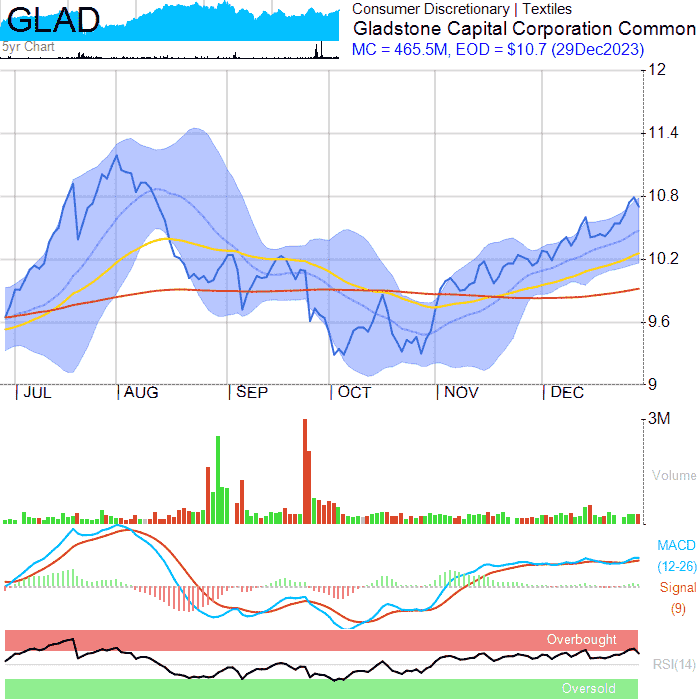 GLAD
Consumer Discretionary | Textiles
Gladstone Capital Corporation Common
5yr Chart
MC = 465.5M, EOD = $10.7 (29Dec2023)
12
11.4
10.8
10.2
9.6
9
JUL AUG SEP OCT NOV DEC
3M
Volume
MACD
(12-26)
Signal
(9)
Overbought
RSI(14)
Oversold